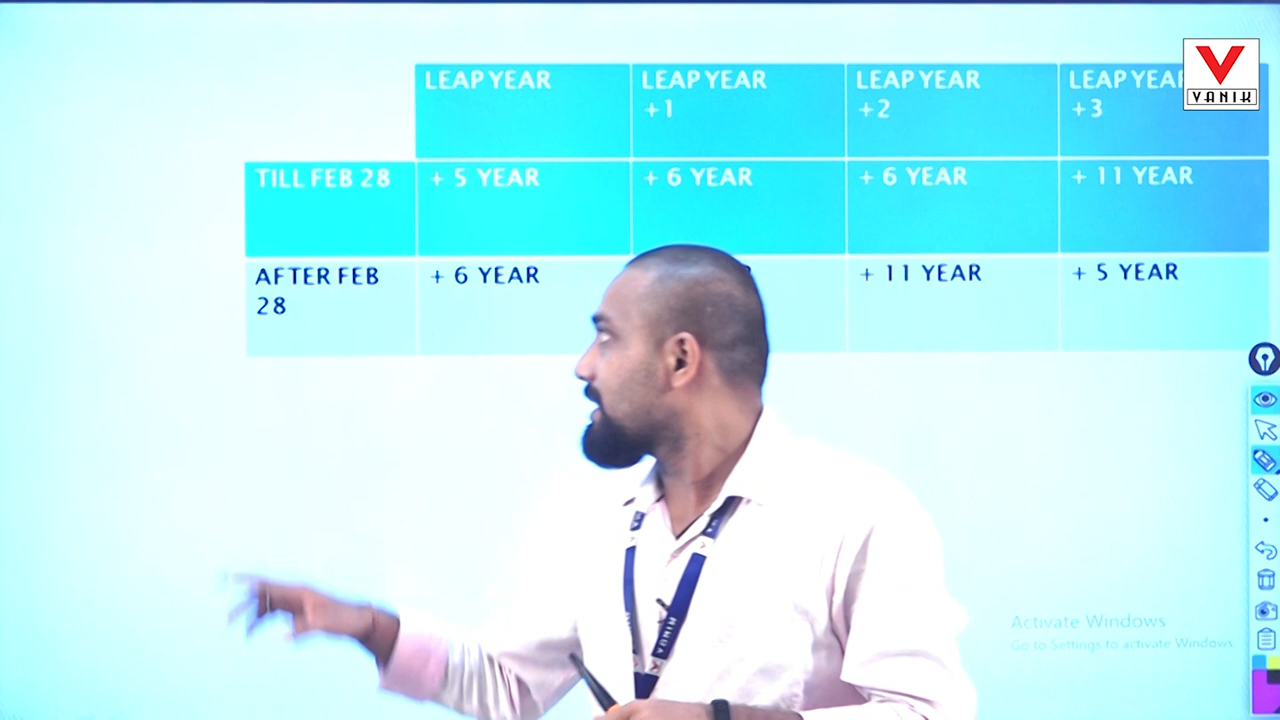 LEAP YEAR
LEAP YEAR
+1
LEAP YEAR
+2
LEAP YEAR
+3
VANIK
TILL FEB 28
+ 5 YEAR
+ 6 YEAR
+ 6 YEAR
+ 11 YEAR
AFTER FEB
28
+ 6 YEAR
+ 11 YEAR
+ 5 YEAR
Activate Windows
Go to Settings to activate Windows.